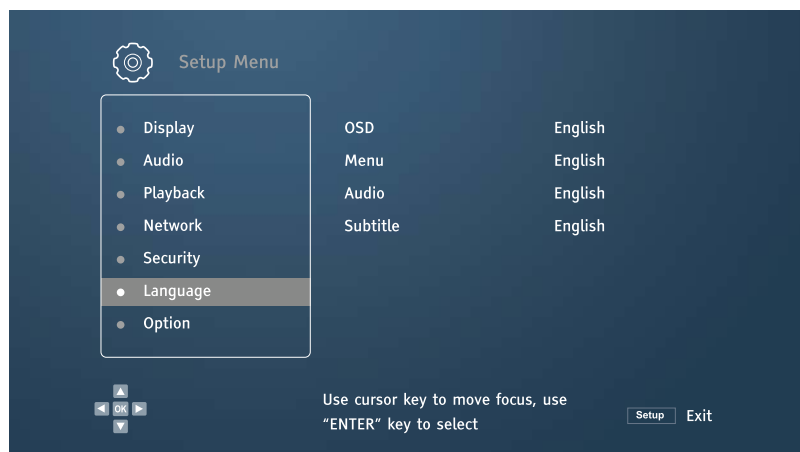 Setup Menu
Display
Audio
Playback
Network
Security
Language
Option
OSD English
Menu English
Audio English
Subtitle English
OK
Use cursor key to move focus, use
“ENTER” key to select
Setup Exit